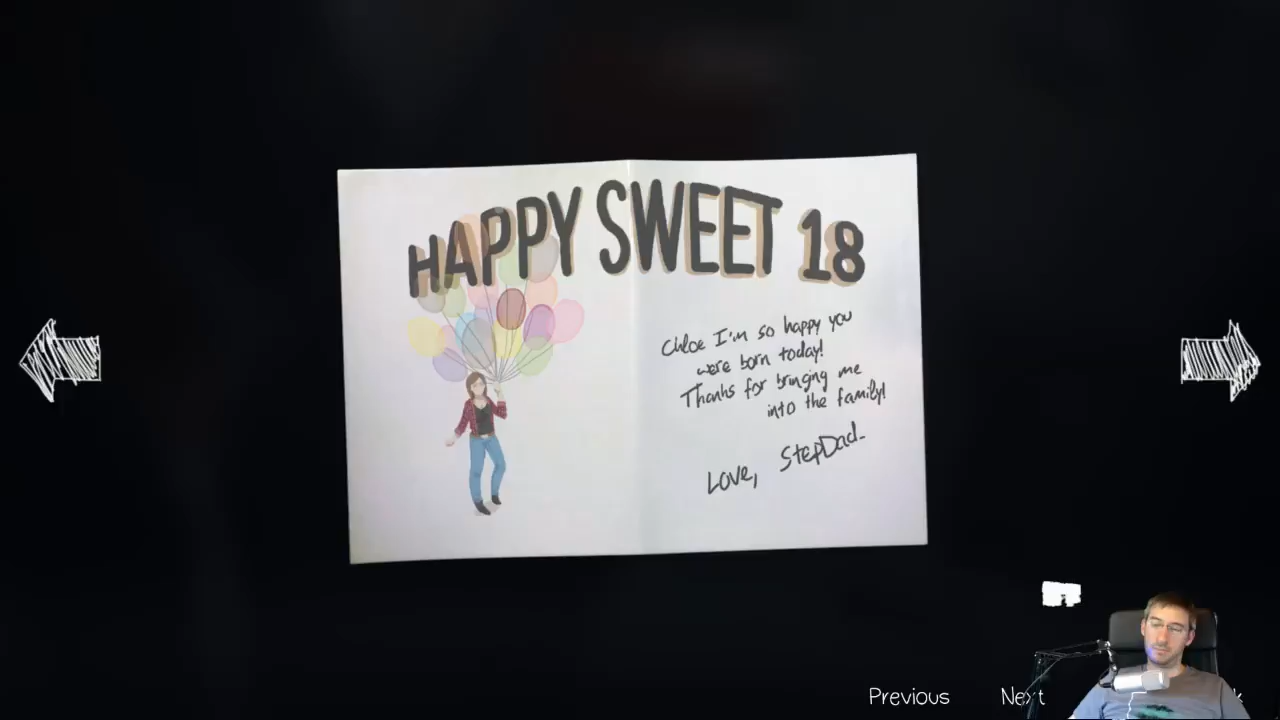 HAPPY SWEET 18
Chloe I'm so happy you
were born today!
Thanks for bringing me
into the family!
Love, StepDad
Previous
Next